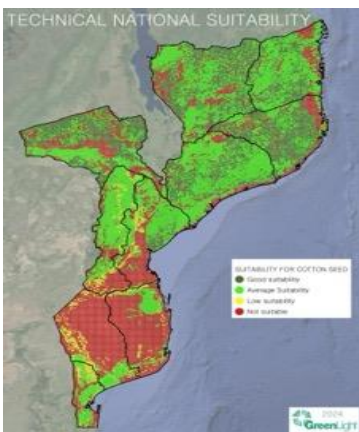 TECHNICAL NATIONAL SUITABILITY
SUITABILITY FOR COTTON SEED
Good suitability
Average Suitability
Low suitability
Not suitable
2024
GreenLight